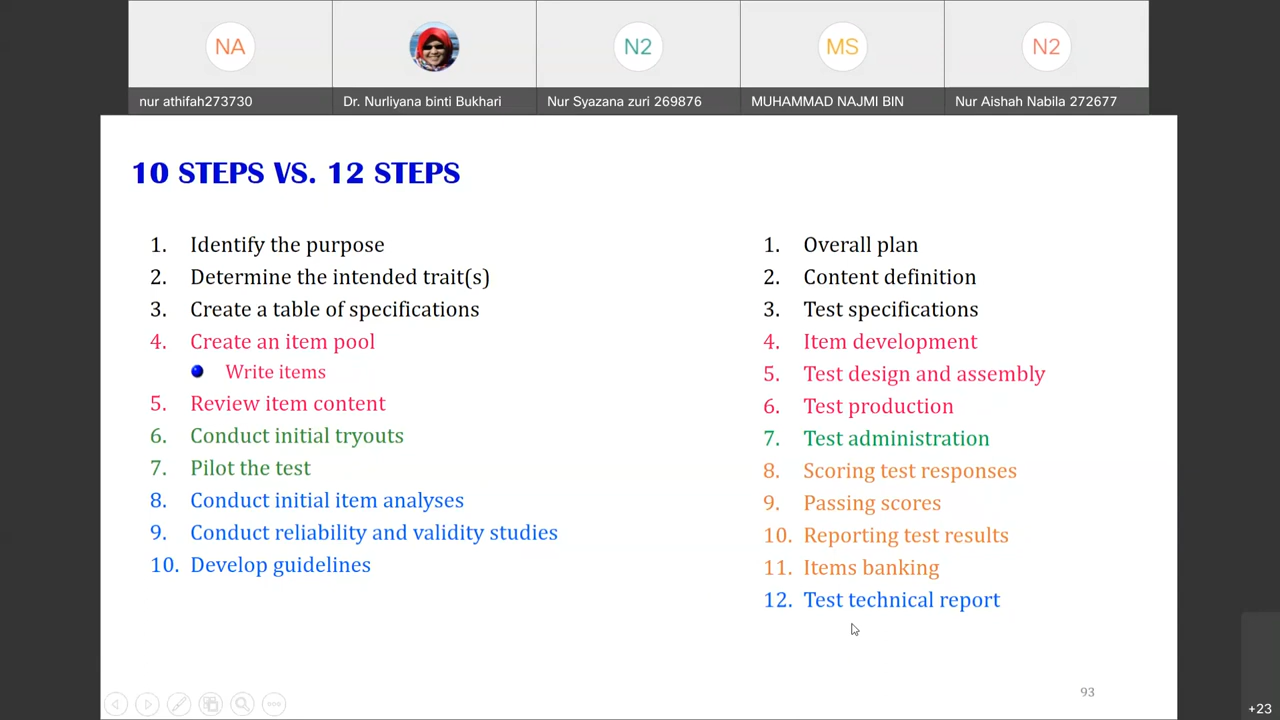 NA
N2
MS
N2
nur athifah273730
Dr. Nurliyana binti Bukhari
Nur Syazana zuri 269876
MUHAMMAD NAJMI BIN
Nur Aishah Nabila 272677
10 STEPS VS. 12 STEPS
1. Identify the purpose
2. Determine the intended trait(s)
3. Create a table of specifications
4. Create an item pool
Write items
5. Review item content
6. Conduct initial tryouts
7. Pilot the test
8. Conduct initial item analyses
9. Conduct reliability and validity studies
10. Develop guidelines
1. Overall plan
2. Content definition
3. Test specifications
4. Item development
5. Test design and assembly
6. Test production
7. Test administration
8. Scoring test responses
9. Passing scores
10. Reporting test results
11. Items banking
12. Test technical report
93
+23